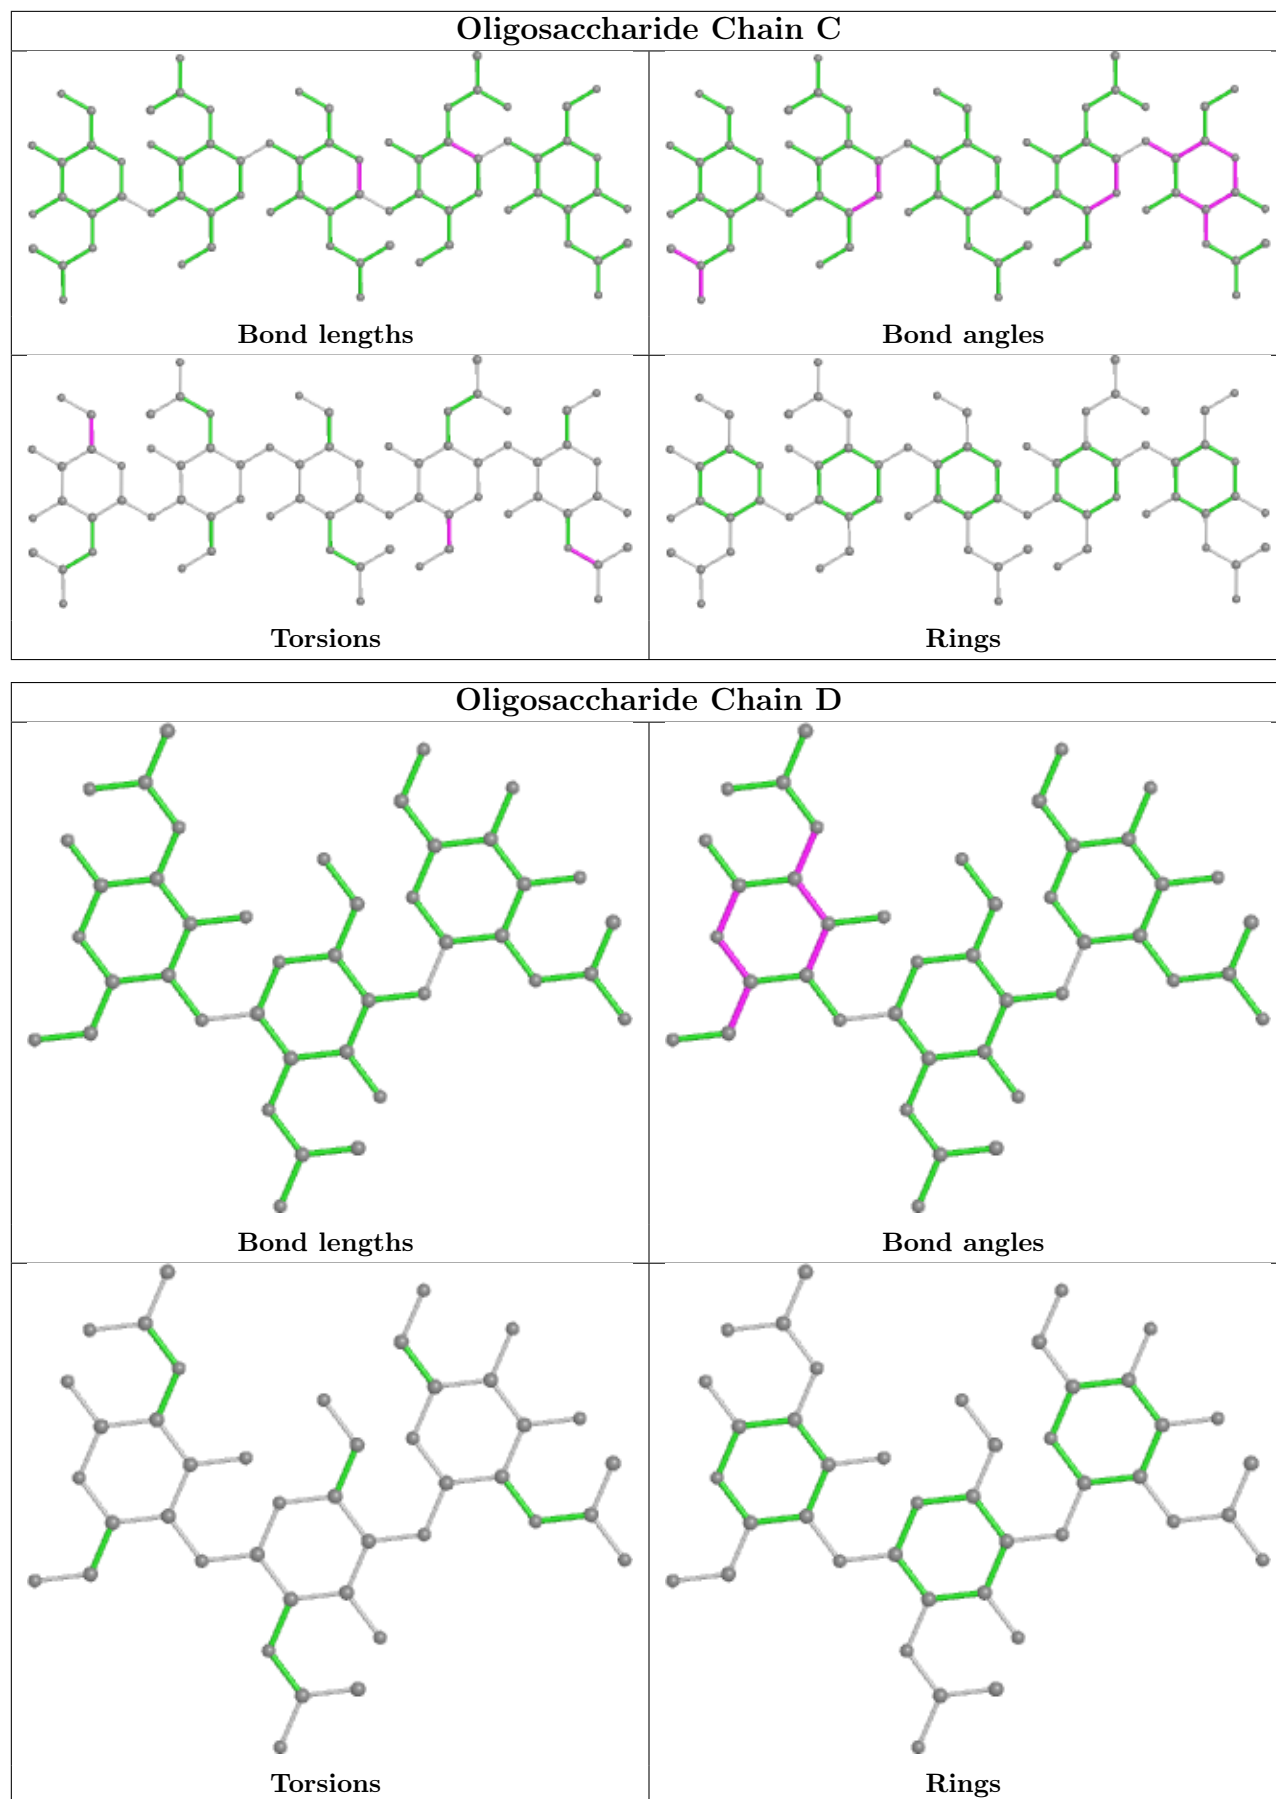 Oligosaccharide Chain C
Bond lengths
Bond angles
Torsions
Rings
Oligosaccharide Chain D
Bond lengths
Bond angles
Torsions
Rings